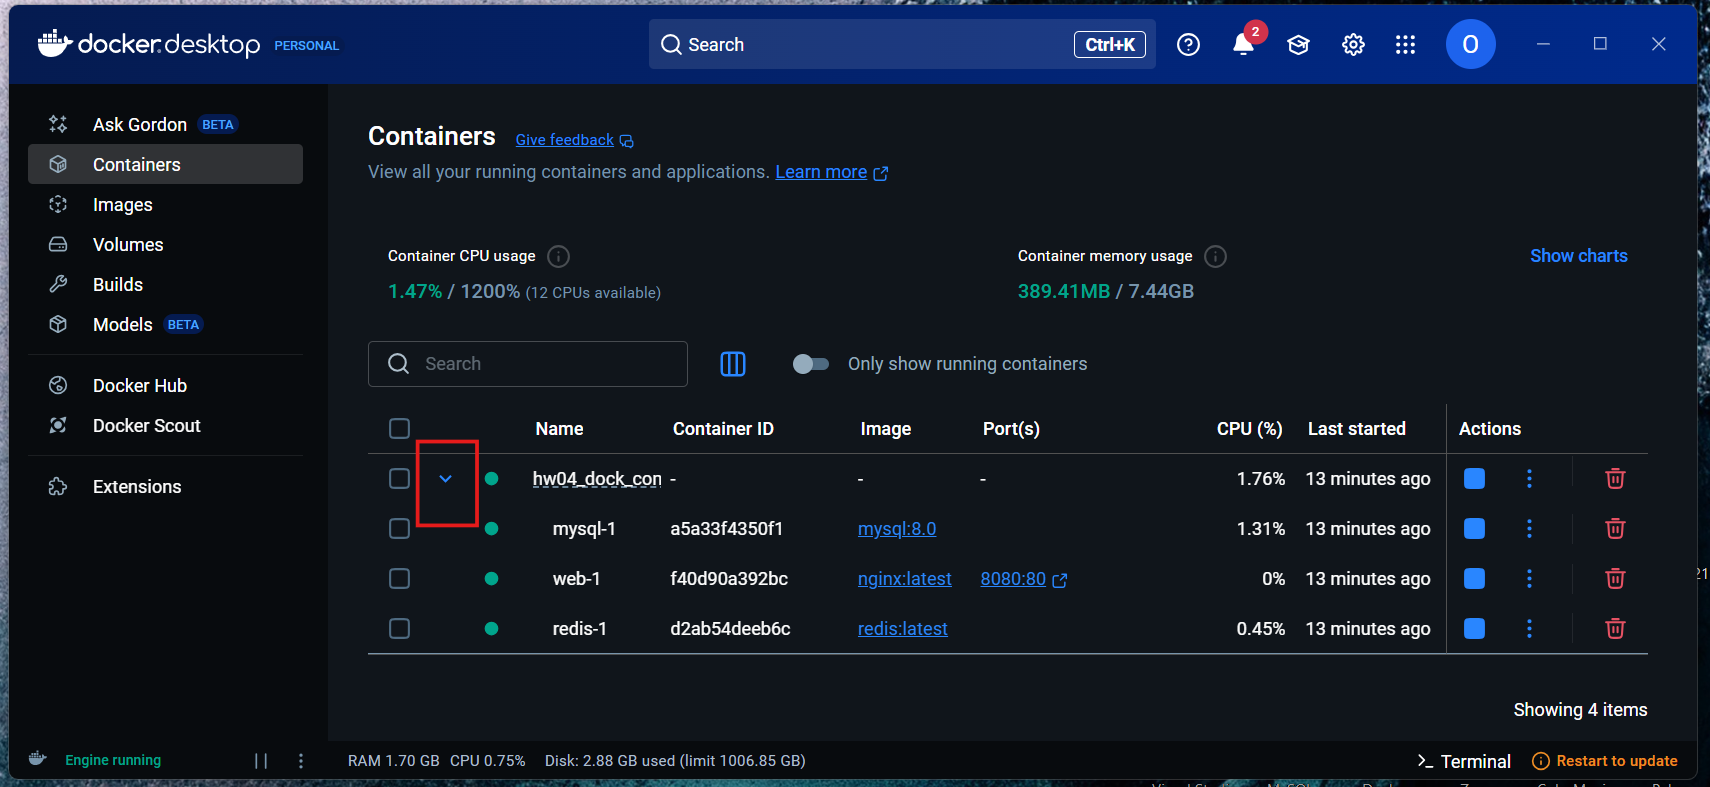 docker.desktop PERSONAL
Search Ctrl+K
2
O
Ask Gordon BETA
Containers
Images
Volumes
Builds
Models BETA
Docker Hub
Docker Scout
Extensions
Containers Give feedback
View all your running containers and applications. Learn more
Container CPU usage
1.47% / 1200% (12 CPUs available)
Container memory usage
389.41MB / 7.44GB
Show charts
Search
Only show running containers
Name Container ID Image Port(s) CPU (%) Last started Actions
hw04_dock_con - - - 1.76% 13 minutes ago
mysql-1 a5a33f4350f1 mysql:8.0 1.31% 13 minutes ago
web-1 f40d90a392bc nginx:latest 8080:80 0% 13 minutes ago
redis-1 d2ab54deeb6c redis:latest 0.45% 13 minutes ago
Showing 4 items
Engine running
RAM 1.70 GB CPU 0.75% Disk: 2.88 GB used (limit 1006.85 GB)
Terminal
Restart to update
21